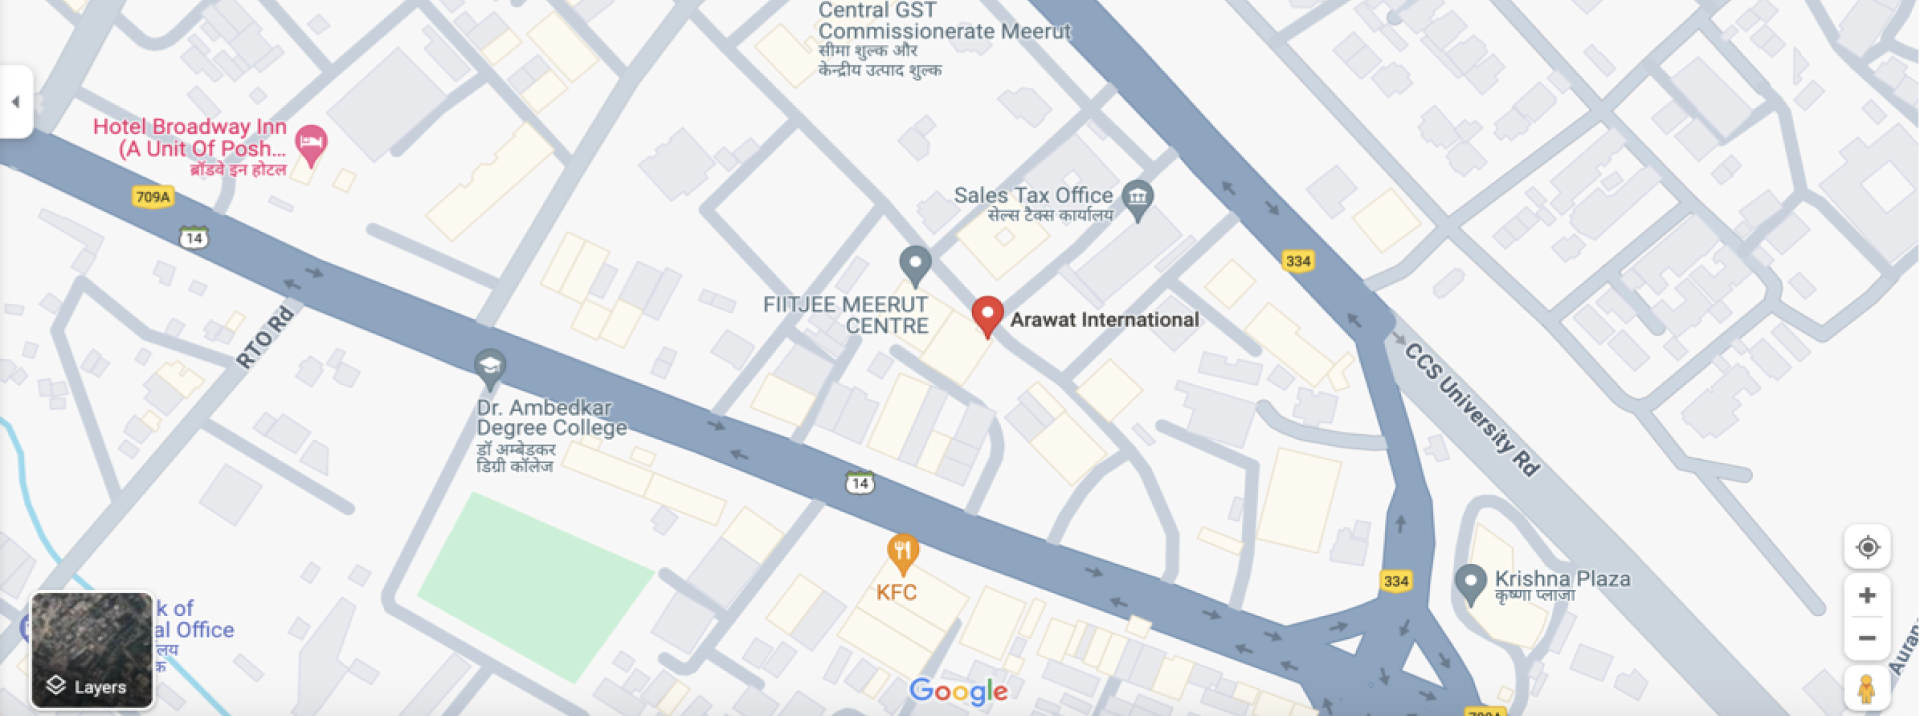 Central GST
Commissionerate Meerut
सीमा शुल्क और
केन्द्रीय उत्पाद शुल्क
Hotel Broadway Inn
(A Unit Of Posh...
ब्रॉडवे इन होटल
709A
14
Sales Tax Office
सेल्स टैक्स कार्यालय
334
FIITJEE MEERUT
CENTRE
Arawat International
RTO Rd
CCS University Rd
Dr. Ambedkar
Degree College
डॉ अम्बेडकर
डिग्री कॉलेज
14
KFC
334
Krishna Plaza
कृष्णा प्लाजा
k of
al Office
लय
क
Layers
Google
Auran